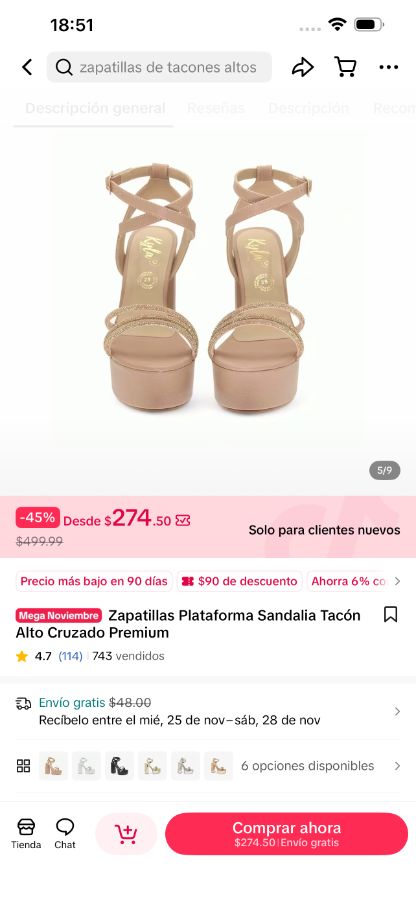 18:51
zapatillas de tacones altos
Descripción general Reseñas Descripción Recom
Kyla
5/9
-45% Desde $274.50
Solo para clientes nuevos
$499.99
Precio más bajo en 90 días $90 de descuento Ahorra 6% co
Mega Noviembre Zapatillas Plataforma Sandalia Tacón
Alto Cruzado Premium
4.7 (114) 743 vendidos
Envío gratis $48.00
Recíbelo entre el mié, 25 de nov–sáb, 28 de nov
6 opciones disponibles
Tienda
Chat
Comprar ahora
$274.50 | Envío gratis